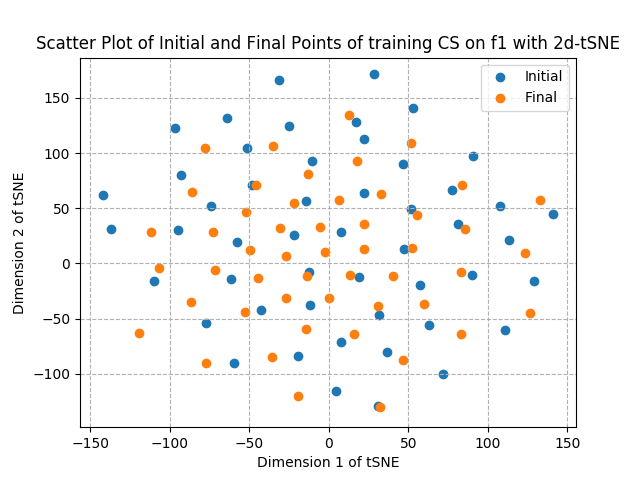 Scatter Plot of Initial and Final Points of training CS on f1 with 2d-tSNE
Initial
Final
150
100
50
0
−50
−100
Dimension 2 of tSNE
−150
−100
−50
0
50
100
150
Dimension 1 of tSNE